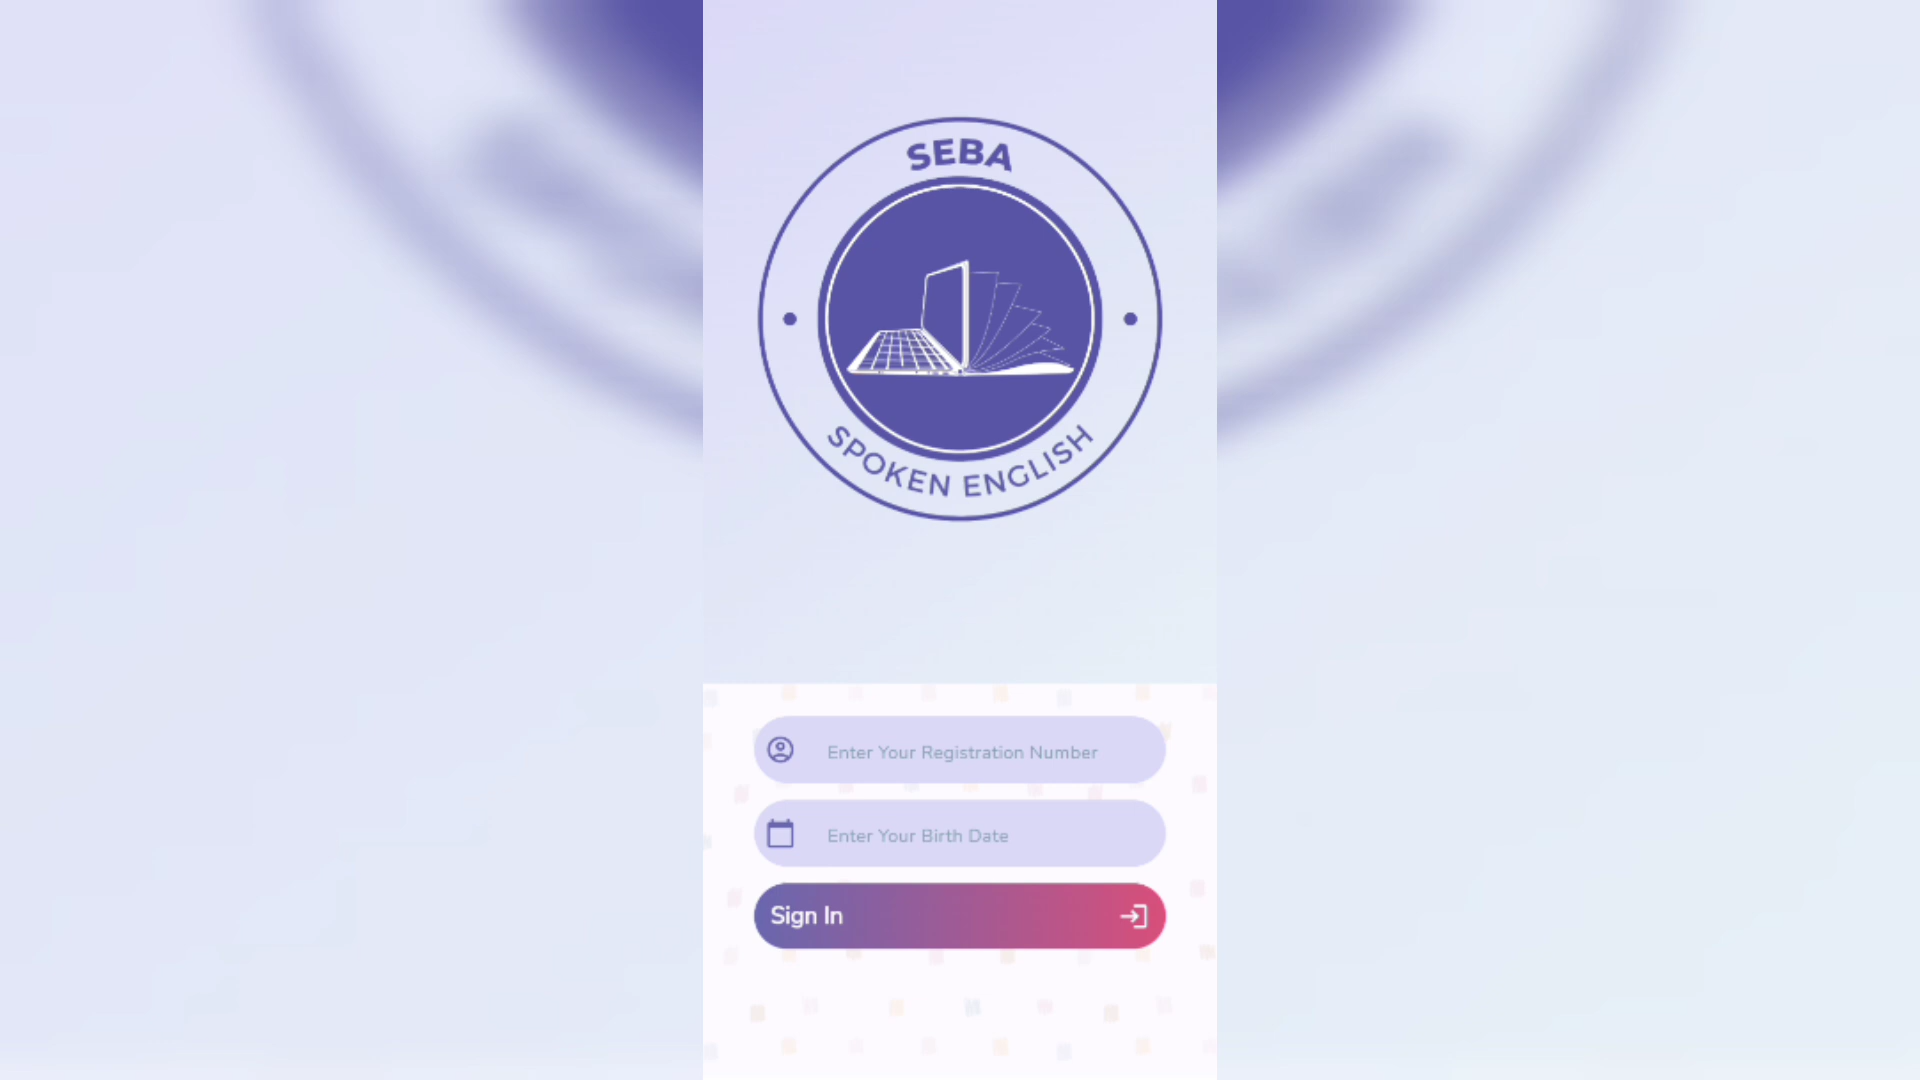 SEBA
SPOKEN ENGLISH
Enter Your Registration Number
Enter Your Birth Date
Sign In